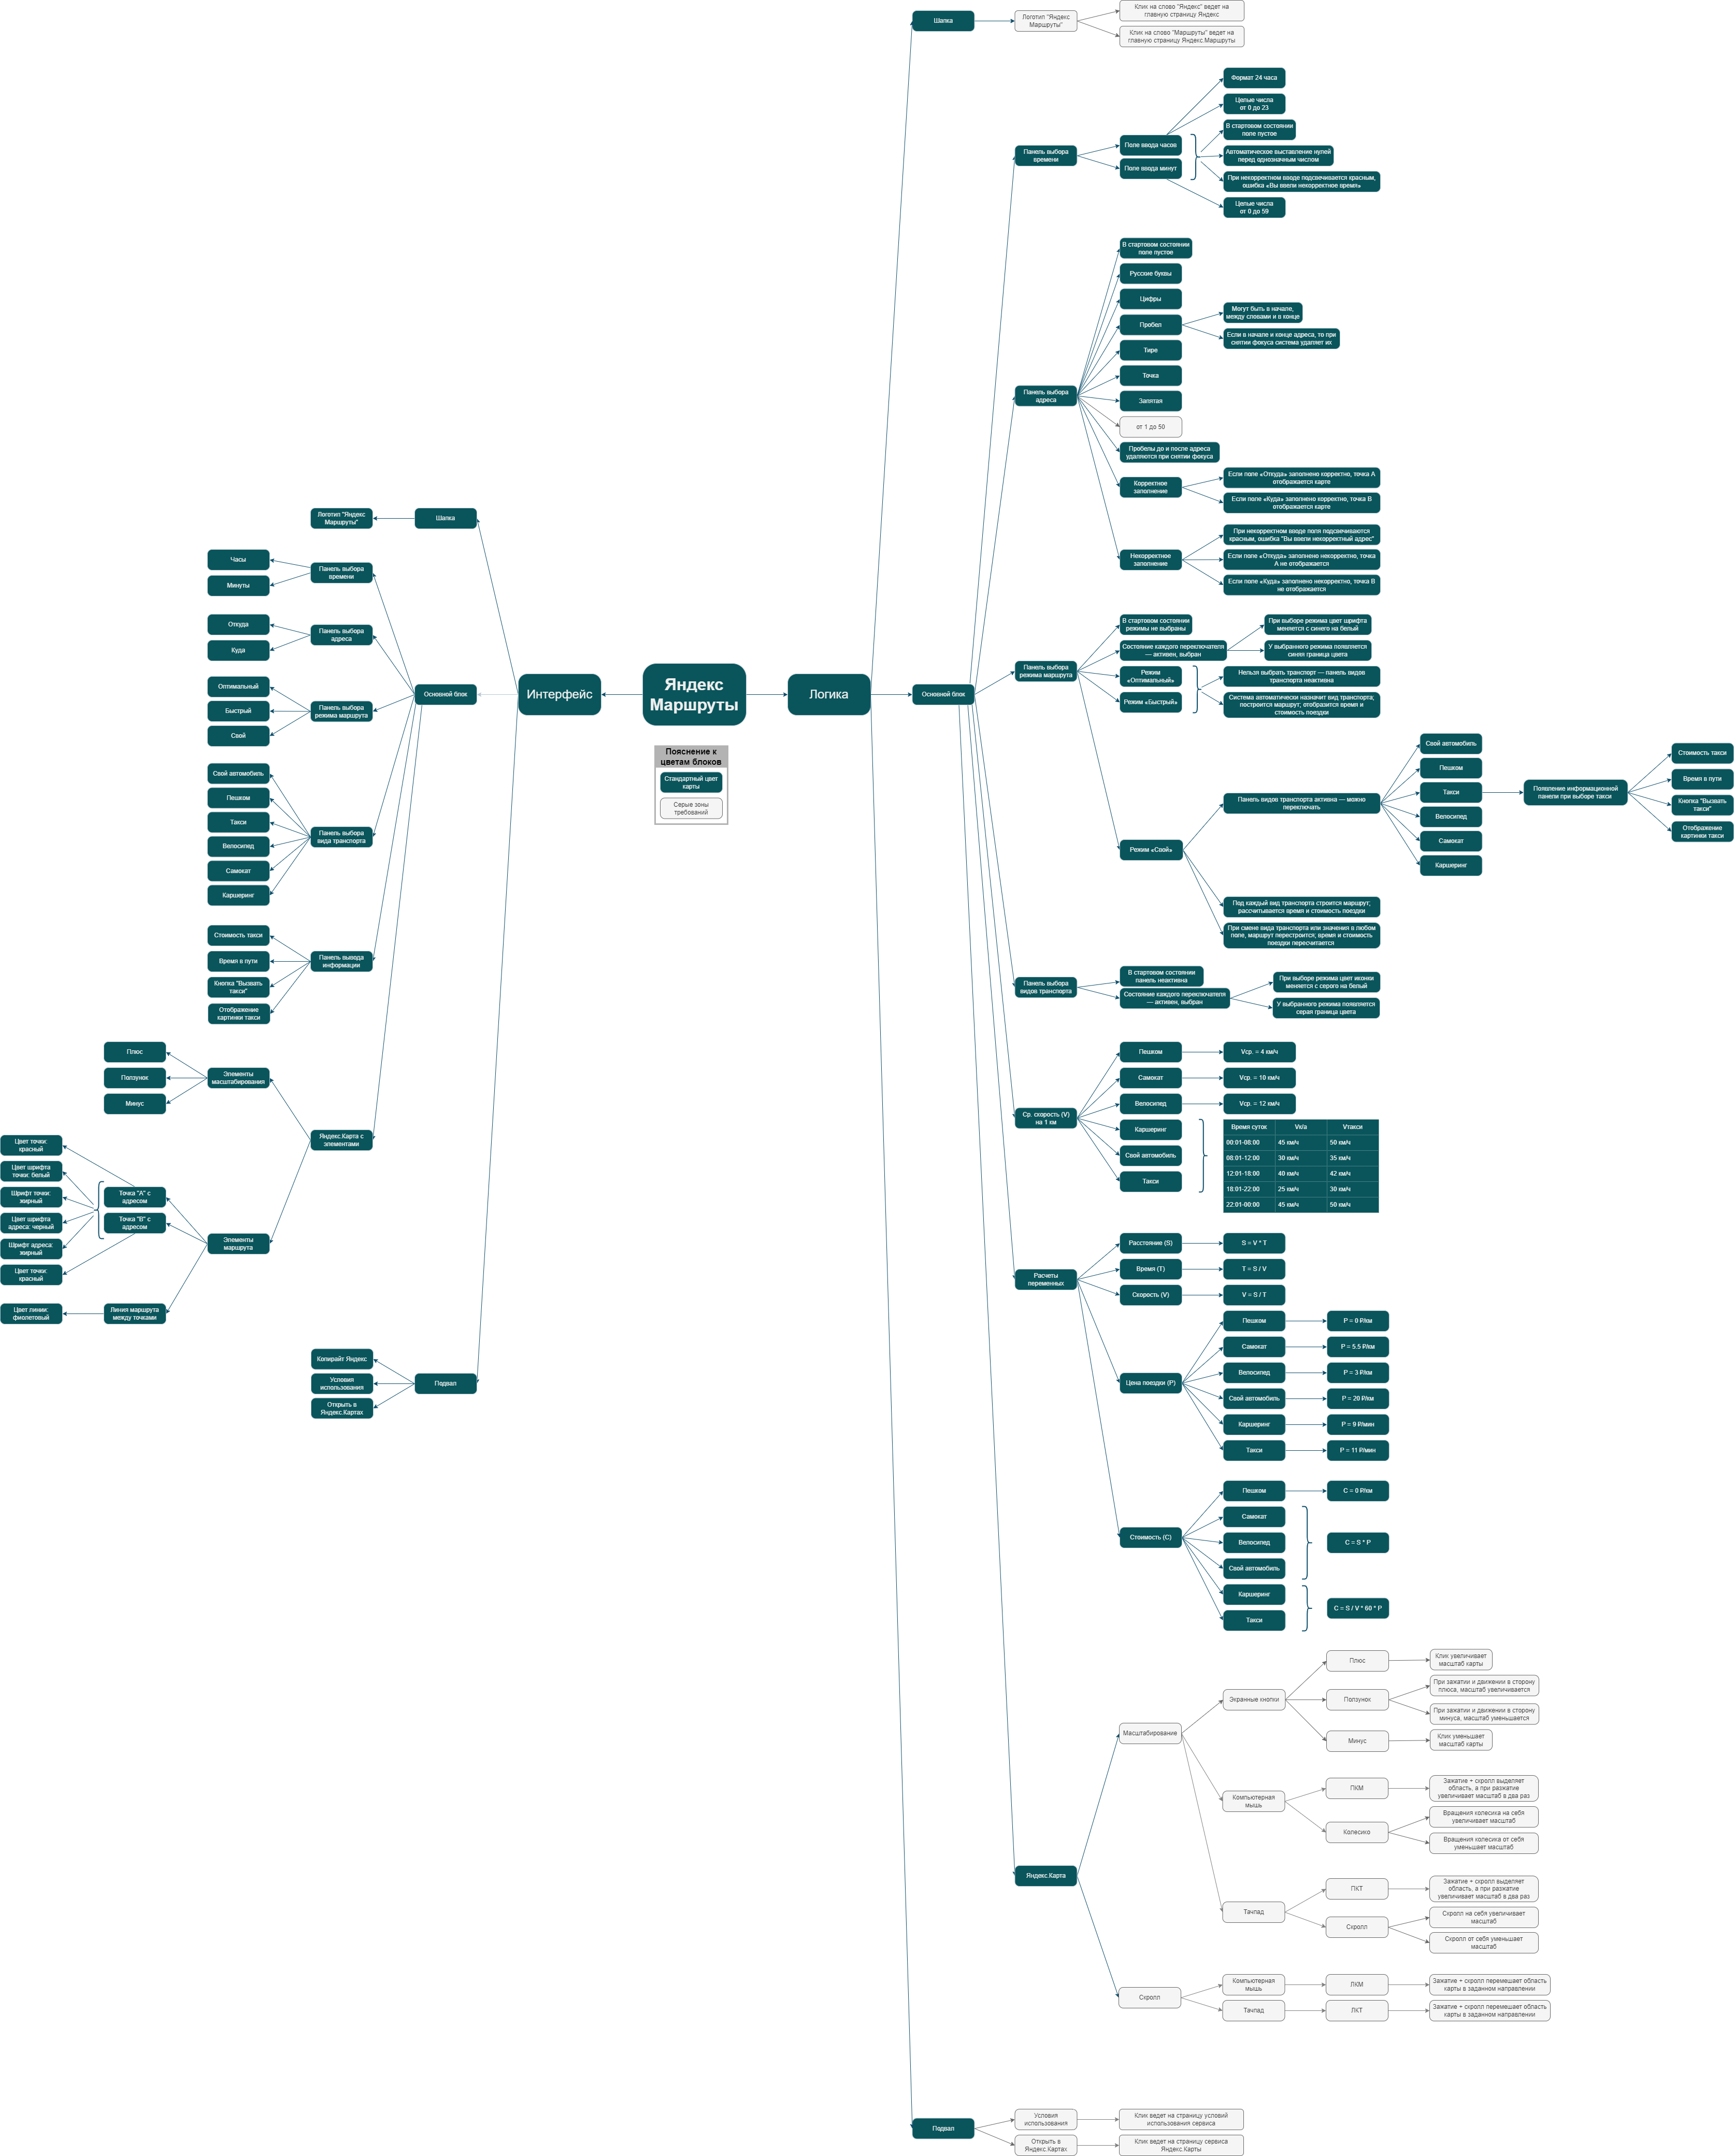 Яндекс
Маршруты
Пояснение к
цветам блоков
Стандартный цвет
карты
Серые зоны
требований
Интерфейс
Шапка
Логотип "Яндекс
Маршруты"
Основной блок
Панель выбора
времени
Часы
Минуты
Панель выбора
адреса
Откуда
Куда
Панель выбора
режима маршрута
Оптимальный
Быстрый
Свой
Панель выбора
вида транспорта
Свой автомобиль
Пешком
Такси
Велосипед
Самокат
Каршеринг
Панель вывода
информации
Стоимость такси
Время в пути
Кнопка "Вызвать
такси"
Отображение
картинки такси
Яндекс.Карта с
элементами
Элементы
масштабирования
Плюс
Ползунок
Минус
Элементы
маршрута
Точка "А" с
адресом
Точка "В" с
адресом
Цвет точки:
красный
Цвет шрифта
точки: белый
Шрифт точки:
жирный
Цвет шрифта
адреса: черный
Шрифт адреса:
жирный
Цвет точки:
красный
Линия маршрута
между точками
Цвет линии:
фиолетовый
Подвал
Копирайт Яндекс
Условия
использования
Открыть в
Яндекс.Картах
Логика
Шапка
Логотип "Яндекс
Маршруты"
Клик на слово "Яндекс" ведет на
главную страницу Яндекс
Клик на слово "Маршруты" ведет на
главную страницу Яндекс.Маршруты
Основной блок
Панель выбора
времени
Поле ввода часов
Поле ввода минут
Формат 24 часа
Целые числа
от 0 до 23
В стартовом состоянии
поле пустое
Автоматическое выставление нулей
перед однозначным числом
При некорректном вводе подсвечивается красным,
ошибка «Вы ввели некорректное время»
Целые числа
от 0 до 59
Панель выбора
адреса
В стартовом состоянии
поле пустое
Русские буквы
Цифры
Пробел
Могут быть в начале,
между словами и в конце
Если в начале и конце адреса, то при
снятии фокуса система удаляет их
Тире
Точка
Запятая
от 1 до 50
Пробелы до и после адреса
удаляются при снятии фокуса
Корректное
заполнение
Если поле «Откуда» заполнено корректно, точка А
отображается карте
Если поле «Куда» заполнено корректно, точка В
отображается карте
Некорректное
заполнение
При некорректном вводе поля подсвечиваются
красным, ошибка "Вы ввели некорректный адрес"
Если поле «Откуда» заполнено некорректно, точка
А не отображается
Если поле «Куда» заполнено некорректно, точка В
не отображается
Панель выбора
режима маршрута
В стартовом состоянии
режимы не выбраны
Состояние каждого переключателя
— активен, выбран
При выборе режима цвет шрифта
меняется с синего на белый
У выбранного режима появляется
синяя граница цвета
Режим
«Оптимальный»
Режим «Быстрый»
Нельзя выбрать транспорт — панель видов
транспорта неактивна
Система автоматически назначит вид транспорта;
построится маршрут; отобразится время и
стоимость поездки
Режим «Свой»
Панель видов транспорта активна — можно
переключать
Свой автомобиль
Пешком
Такси
Велосипед
Самокат
Каршеринг
Появление информационной
панели при выборе такси
Стоимость такси
Время в пути
Кнопка "Вызвать
такси"
Отображение
картинки такси
Под каждый вид транспорта строится маршрут;
рассчитывается время и стоимость поездки
При смене вида транспорта или значения в любом
поле, маршрут перестроится; время и стоимость
поездки пересчитается
Панель выбора
видов транспорта
В стартовом состоянии
панель неактивна
Состояние каждого переключателя
— активен, выбран
При выборе режима цвет иконки
меняется с серого на белый
У выбранного режима появляется
серая граница цвета
Ср. скорость (V)
на 1 км
Пешком
Vср. = 4 км/ч
Самокат
Vср. = 10 км/ч
Велосипед
Vср. = 12 км/ч
Каршеринг
Свой автомобиль
Такси
Время суток Vк/а Vтакси
00:01-08:00 45 км/ч 50 км/ч
08:01-12:00 30 км/ч 35 км/ч
12:01-18:00 40 км/ч 42 км/ч
18:01-22:00 25 км/ч 30 км/ч
22:01-00:00 45 км/ч 50 км/ч
Расчеты
переменных
Расстояние (S)
S = V * T
Время (T)
T = S / V
Скорость (V)
V = S / T
Цена поездки (P)
Пешком
P = 0 ₽/км
Самокат
P = 5.5 ₽/км
Велосипед
P = 3 ₽/км
Свой автомобиль
P = 20 ₽/км
Каршеринг
P = 9 ₽/мин
Такси
P = 11 ₽/мин
Стоимость (C)
Пешком
C = 0 ₽/км
Самокат
Велосипед
Свой автомобиль
C = S * P
Каршеринг
Такси
C = S / V * 60 * P
Яндекс.Карта
Масштабирование
Экранные кнопки
Плюс
Клик увеличивает
масштаб карты
Ползунок
При зажатии и движении в сторону
плюса, масштаб увеличивается
При зажатии и движении в сторону
минуса, масштаб уменьшается
Минус
Клик уменьшает
масштаб карты
Компьютерная
мышь
ПКМ
Зажатие + скролл выделяет
область, а при разжатие
увеличивает масштаб в два раз
Колесико
Вращения колесика на себя
увеличивает масштаб
Вращения колесика от себя
уменьшает масштаб
Тачпад
ПКТ
Зажатие + скролл выделяет
область, а при разжатие
увеличивает масштаб в два раз
Скролл
Скролл на себя увеличивает
масштаб
Скролл от себя уменьшает
масштаб
Скролл
Компьютерная
мышь
ЛКМ
Зажатие + скролл перемешает область
карты в заданном направлении
Тачпад
ЛКТ
Зажатие + скролл перемешает область
карты в заданном направлении
Подвал
Условия
использования
Клик ведет на страницу условий
использования сервиса
Открыть в
Яндекс.Картах
Клик ведет на страницу сервиса
Яндекс.Карты